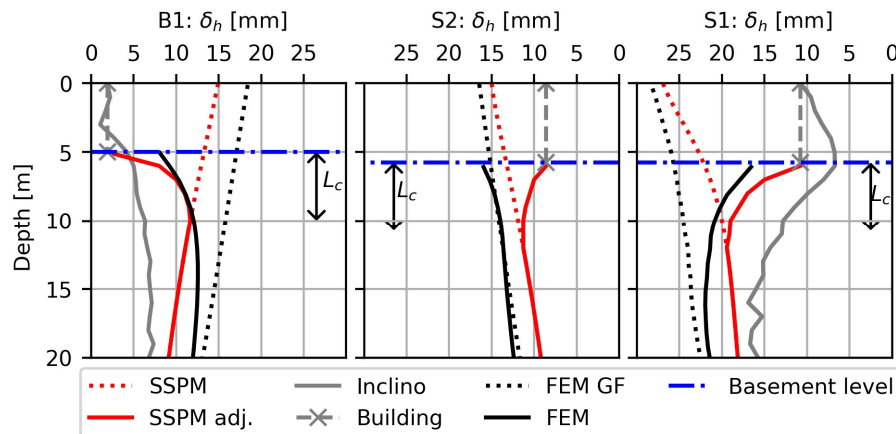 B1: δh [mm]
S2: δh [mm]
S1: δh [mm]
0 5 10 15 20 25
25 20 15 10 5 0
25 20 15 10 5 0
Depth [m]
0
5
10
15
20
Lc
Lc
Lc
SSPM
Inclino
FEM GF
Basement level
SSPM adj.
Building
FEM